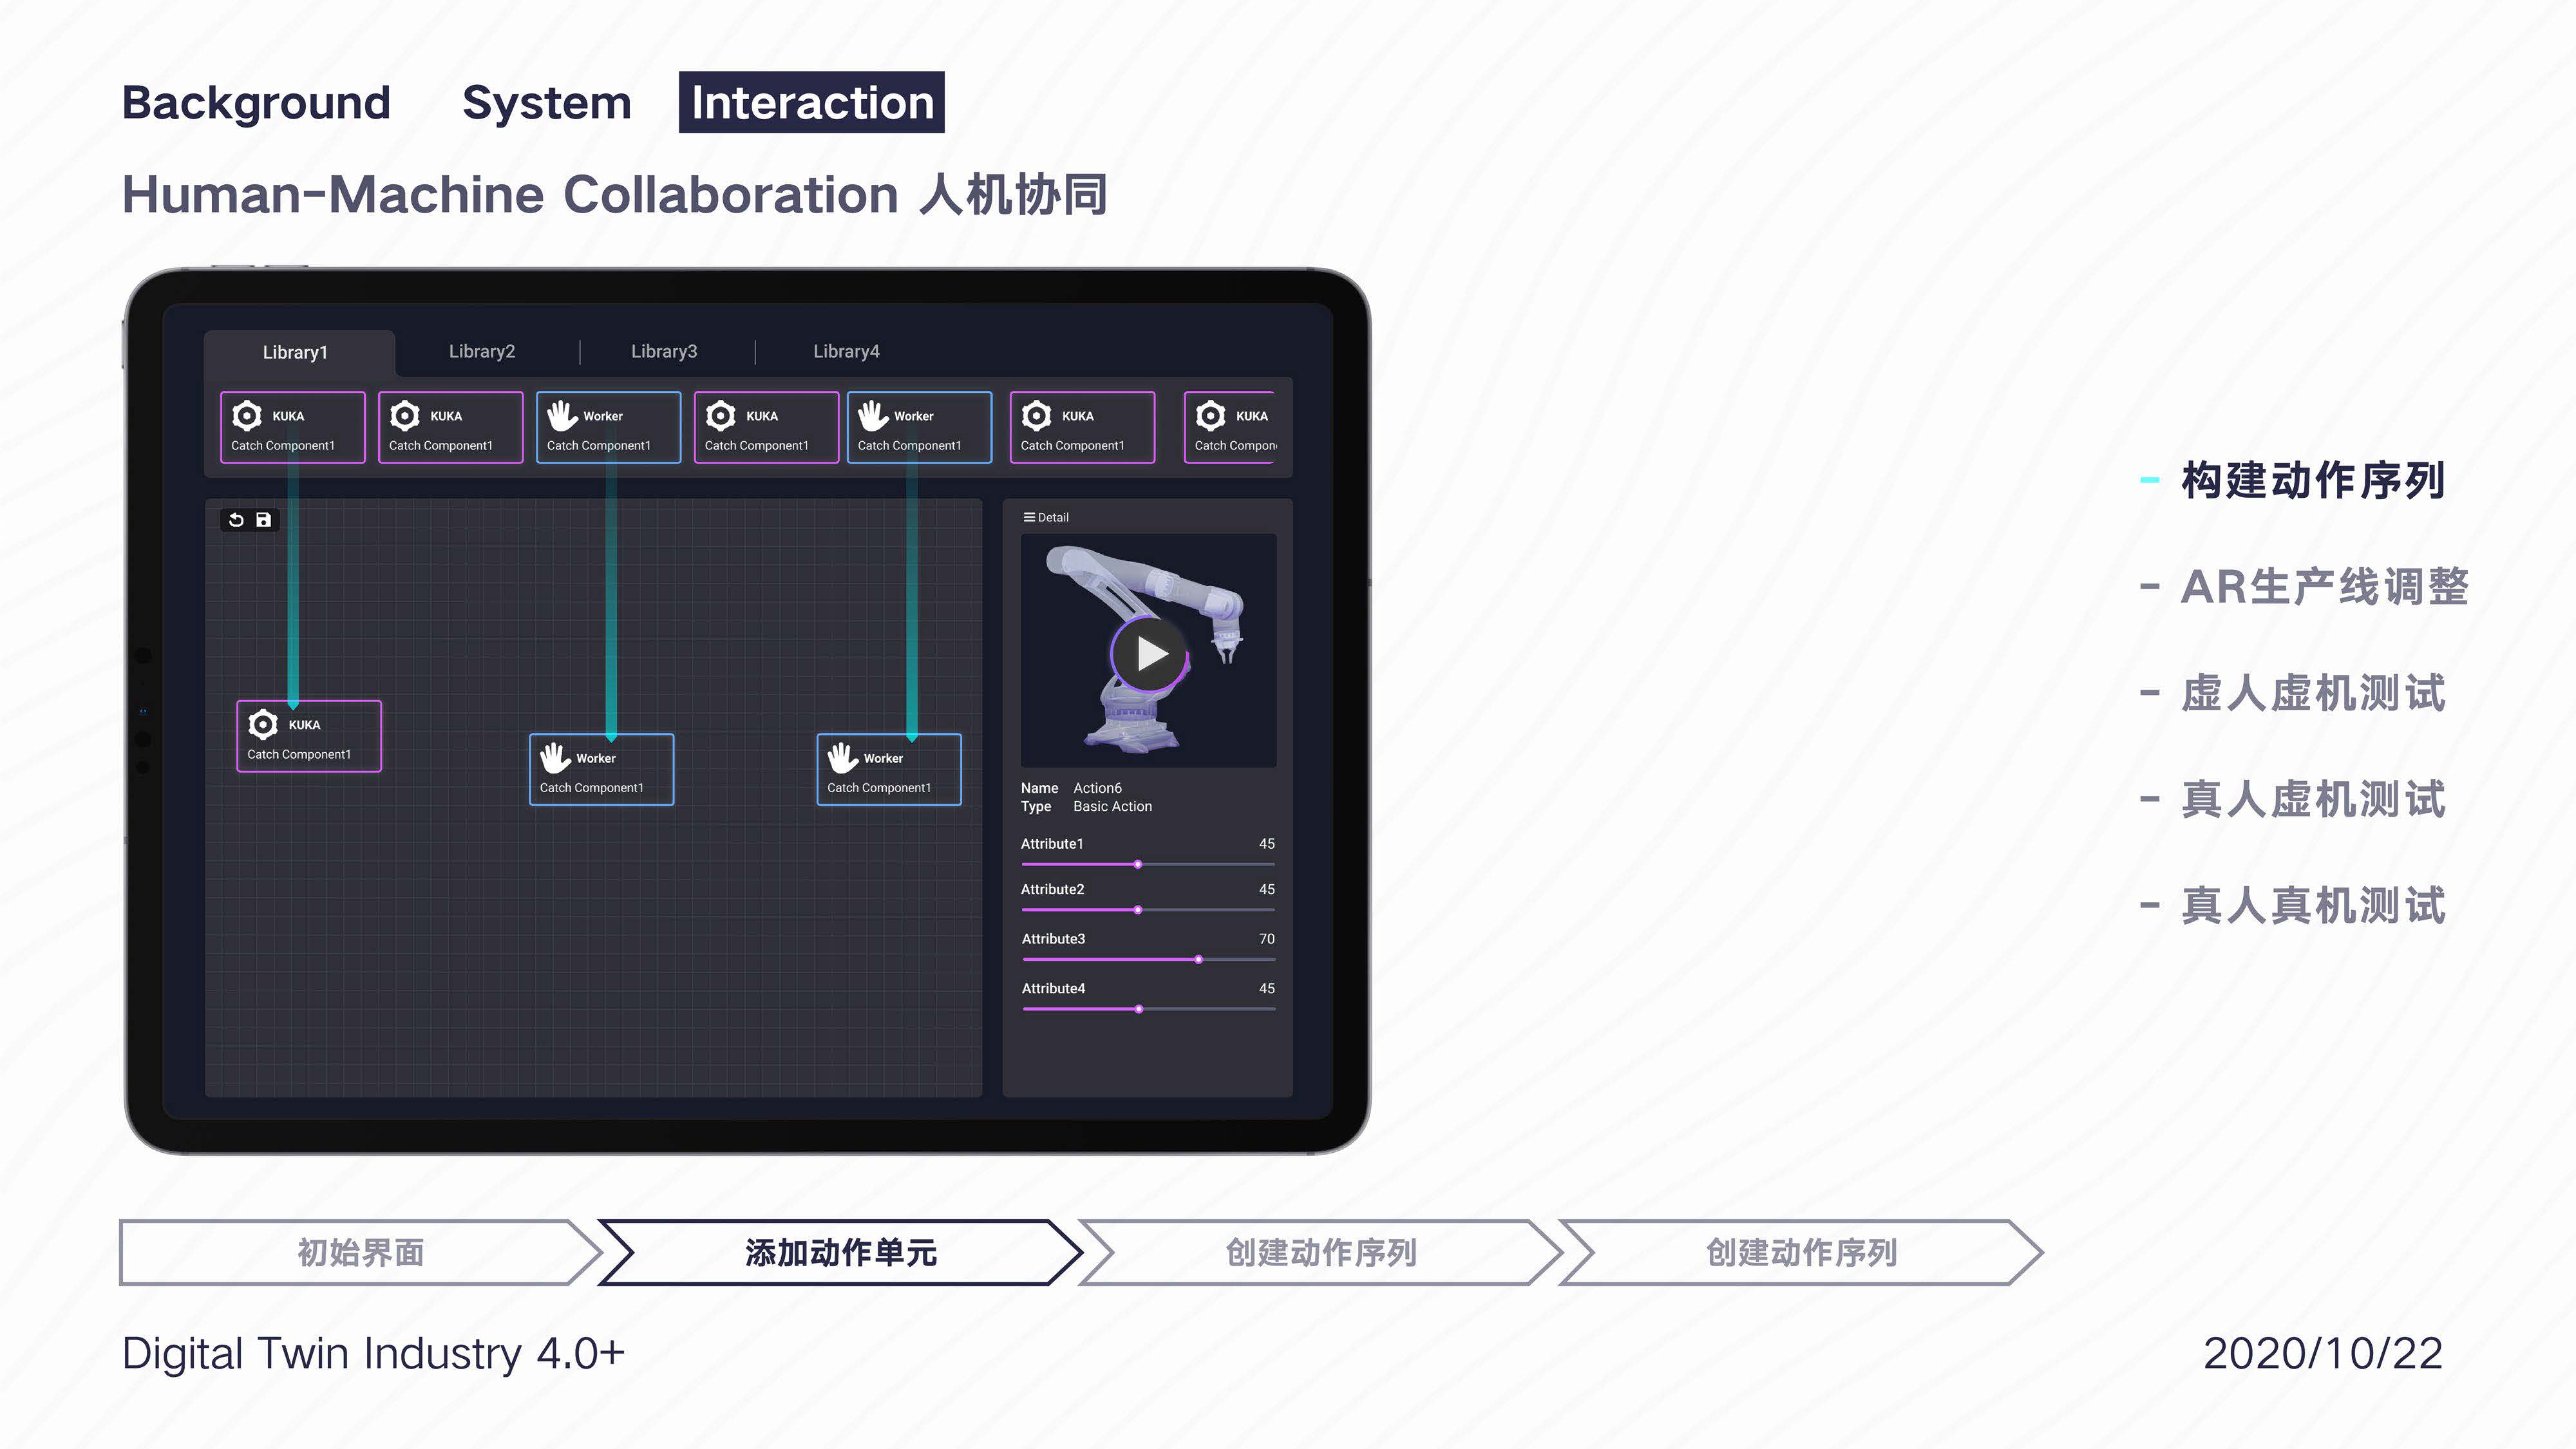 Background System Interaction
Human-Machine Collaboration 人机协同
Library1 Library2 Library3 Library4
KUKA KUKA Worker KUKA Worker KUKA KUKA
Catch Component1 Catch Component1 Catch Component1 Catch Component1 Catch Component1 Catch Component1 Catch Compon
Detail
KUKA
Catch Component1
Worker
Catch Component1
Worker
Catch Component1
Name Action6
Type Basic Action
Attribute1 45
Attribute2 45
Attribute3 70
Attribute4 45
- 构建动作序列
- AR生产线调整
- 虚人虚机测试
- 真人虚机测试
- 真人真机测试
初始界面 添加动作单元 创建动作序列 创建动作序列
Digital Twin Industry 4.0+
2020/10/22